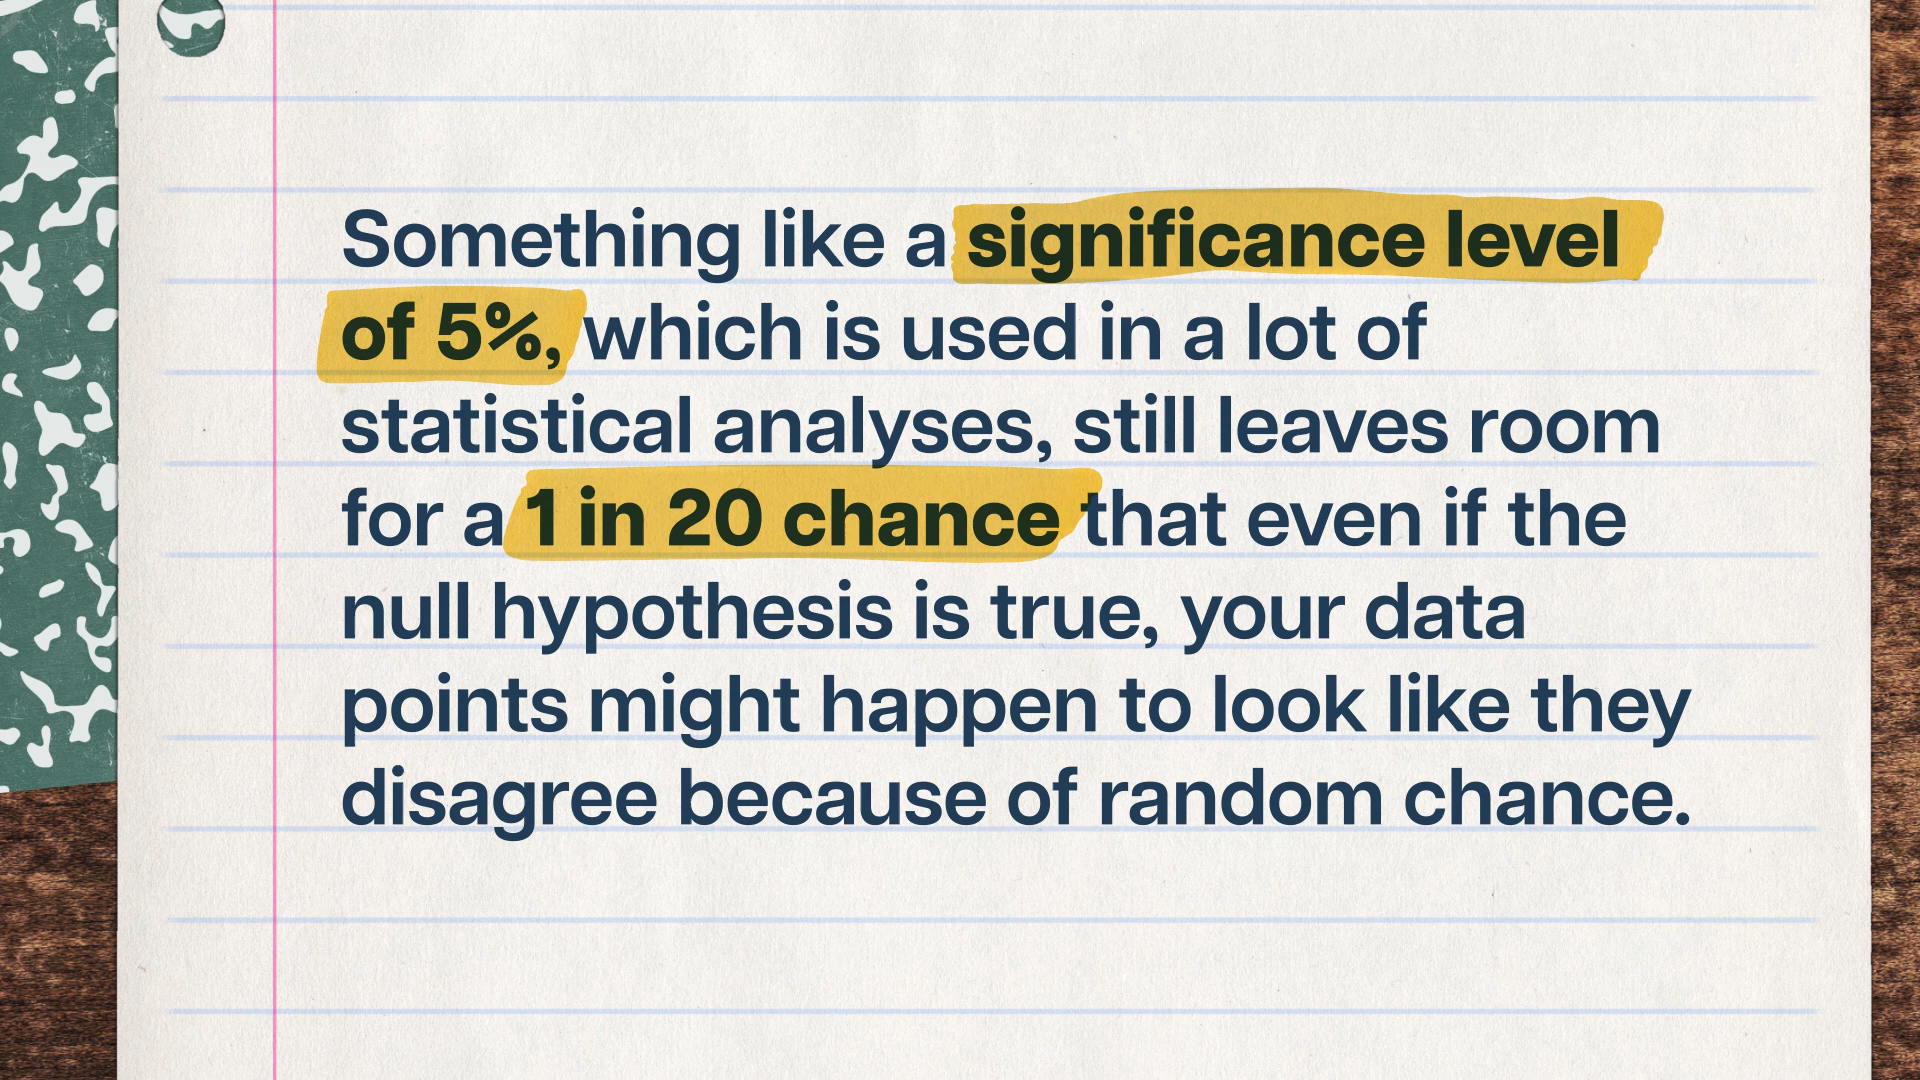 Something like a significance level
of 5%, which is used in a lot of
statistical analyses, still leaves room
for a 1 in 20 chance that even if the
null hypothesis is true, your data
points might happen to look like they
disagree because of random chance.